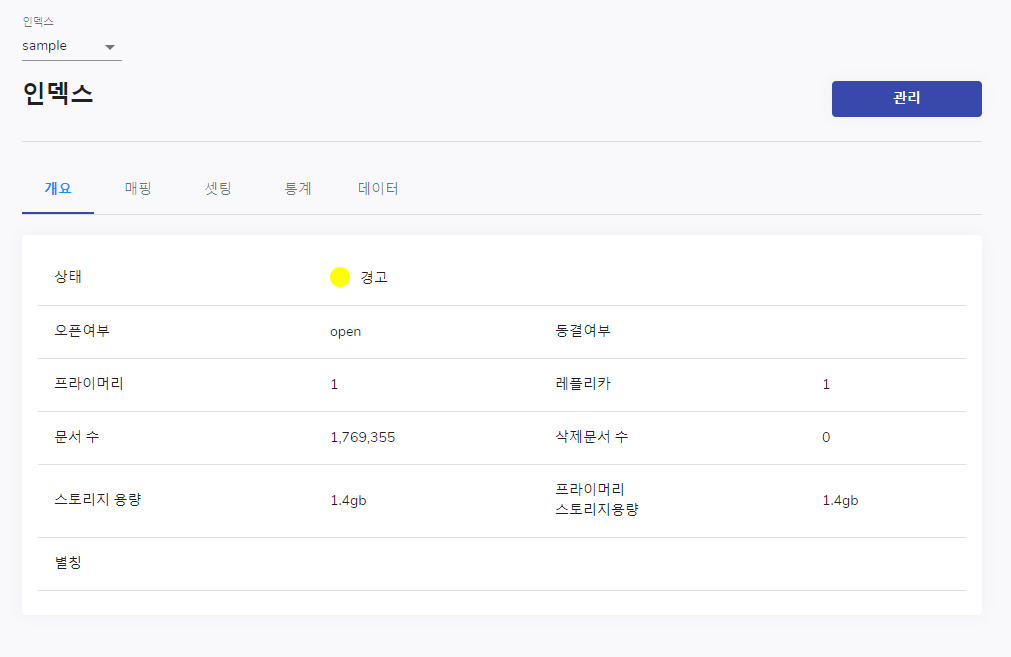 인덱스
sample
인덱스
관리
개요 매핑 셋팅 통계 데이터
상태 경고
오픈여부 open 동결여부
프라이머리 1 레플리카 1
문서 수 1,769,355 삭제문서 수 0
스토리지 용량 1.4gb 프라이머리
스토리지용량 1.4gb
별칭